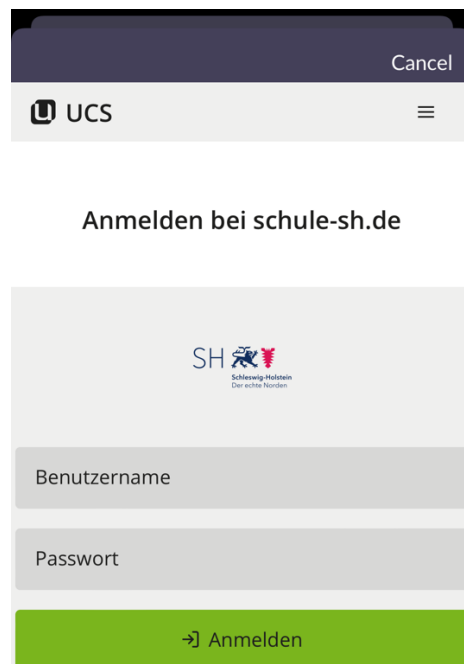 Cancel
UCS
Anmelden bei schule-sh.de
SH
Schleswig-Holstein
Der echte Norden
Benutzername
Passwort
Anmelden